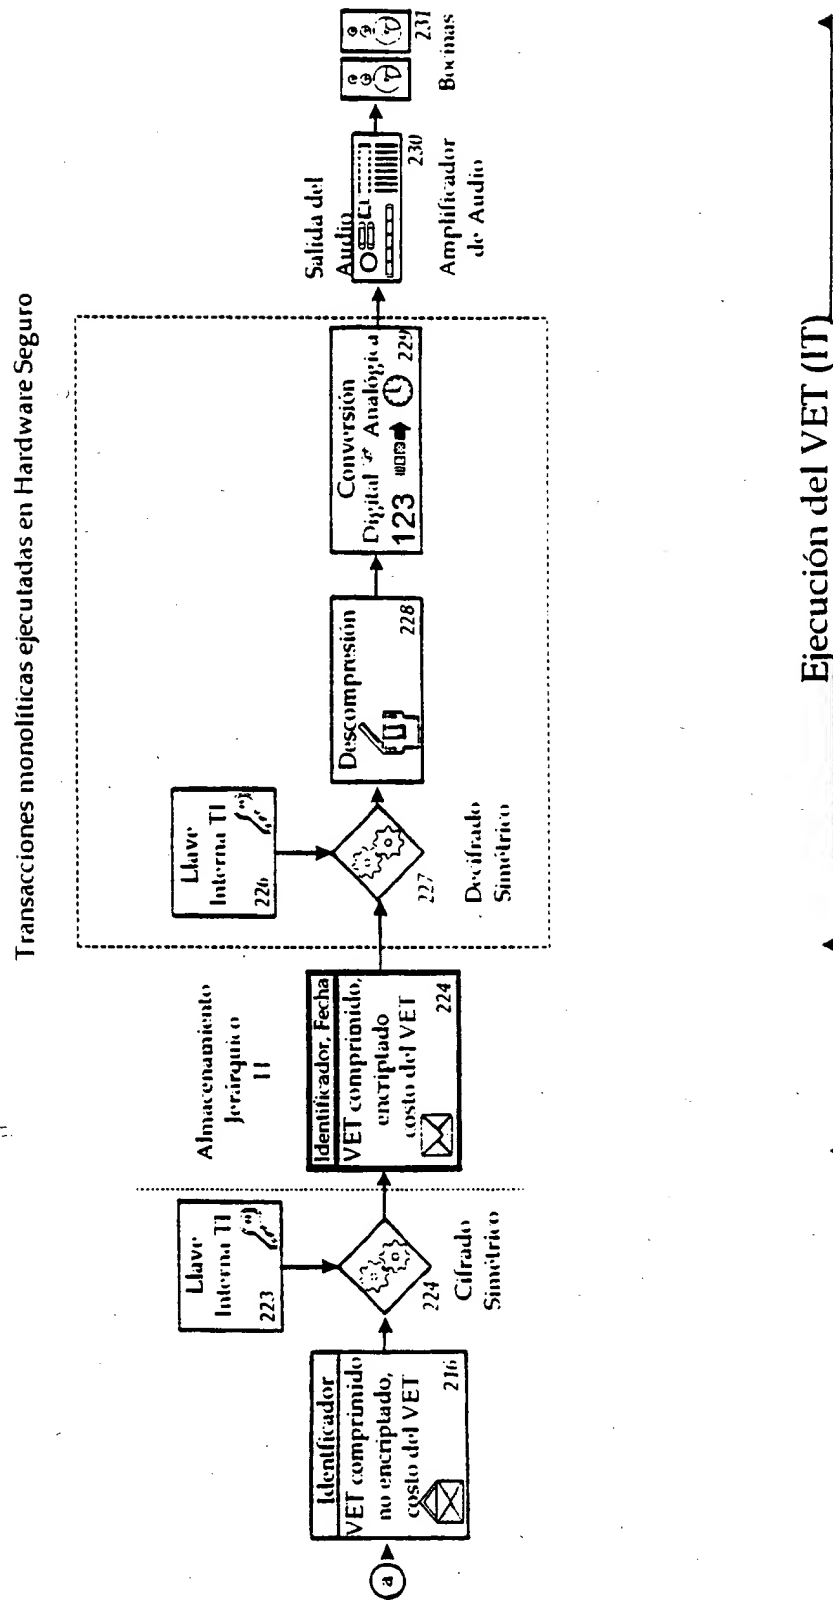 Transacciones monolíticas ejecutadas en Hardware Seguro
a
Identificador
VET comprimido
no encriptado,
costo del VET
216
Llave
Interna TI
223
224
Cifrado
Simétrico
Almacenamiento
Jerárquico
TI
Identificador, Fecha
VET comprimido,
encriptado
costo del VET
224
Llave
Interna TI
226
227
Decifrado
Simétrico
Descompresión
228
Conversión
Digital Analógica
123
229
Salida del
Audio
230
Amplificador
de Audio
231
Bocinas
Ejecución del VET (IT)